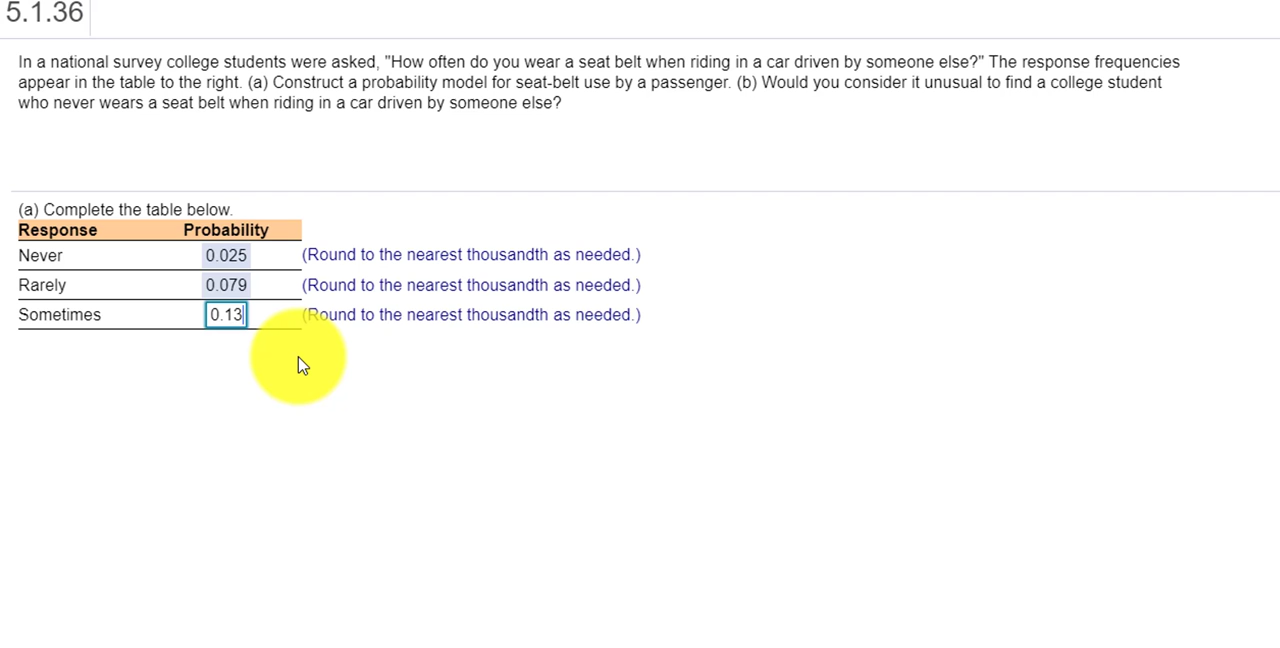 5.1.36
In a national survey college students were asked, "How often do you wear a seat belt when riding in a car driven by someone else?" The response frequencies
appear in the table to the right. (a) Construct a probability model for seat-belt use by a passenger. (b) Would you consider it unusual to find a college student
who never wears a seat belt when riding in a car driven by someone else?
(a) Complete the table below.
Response Probability
Never 0.025 (Round to the nearest thousandth as needed.)
Rarely 0.079 (Round to the nearest thousandth as needed.)
Sometimes 0.13 (Round to the nearest thousandth as needed.)